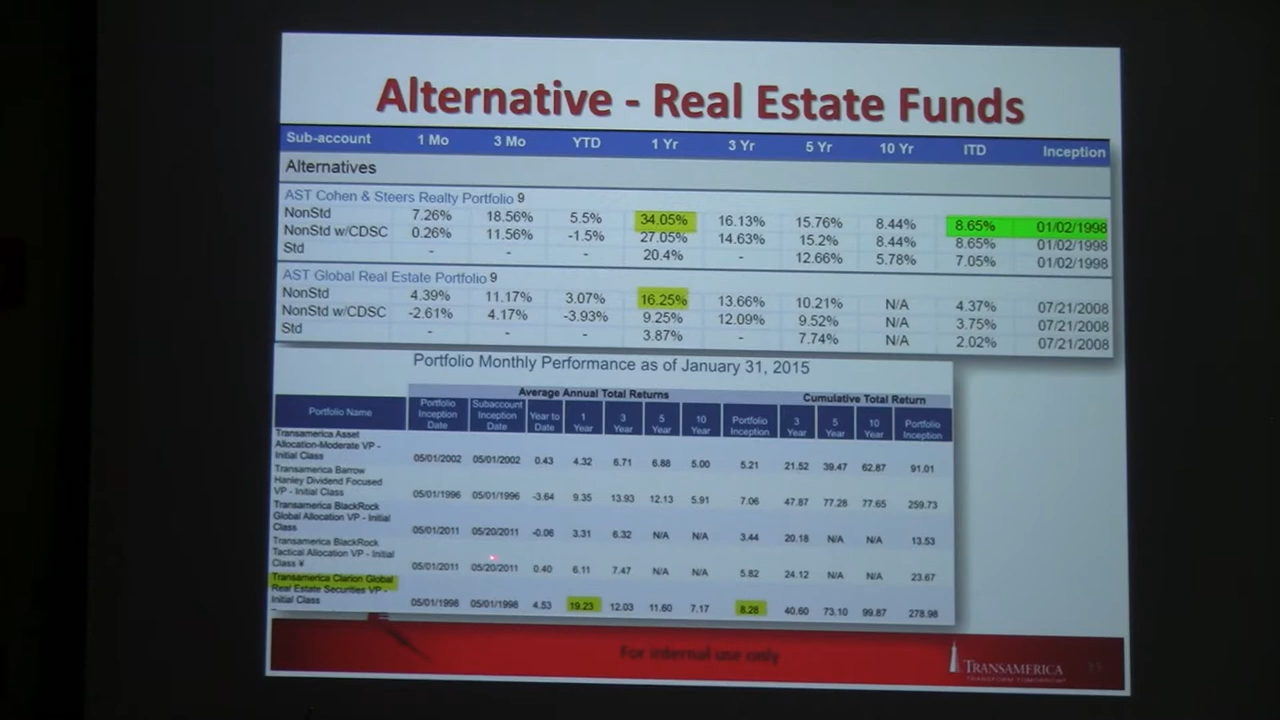 Alternative - Real Estate Funds
Sub-account 1 Mo 3 Mo YTD 1 Yr 3 Yr 5 Yr 10 Yr ITD Inception
Alternatives
AST Cohen & Steers Realty Portfolio 9
NonStd 7.26% 18.56% 5.5% 34.05% 16.13% 15.76% 8.44% 8.65% 01/02/1998
NonStd w/CDSC 0.26% 11.56% -1.5% 27.05% 14.63% 15.2% 8.44% 8.65% 01/02/1998
Std - - - 20.4% - 12.66% 5.78% 7.05% 01/02/1998
AST Global Real Estate Portfolio 9
NonStd 4.39% 11.17% 3.07% 16.25% 13.66% 10.21% N/A 4.37% 07/21/2008
NonStd w/CDSC -2.61% 4.17% -3.93% 9.25% 12.09% 9.52% N/A 3.75% 07/21/2008
Std - - - 3.87% - 7.74% N/A 2.02% 07/21/2008
Portfolio Monthly Performance as of January 31, 2015
Average Annual Total Returns Cumulative Total Return
Portfolio Name Portfolio Inception Date Subaccount Inception Date Year to Date 1 Year 3 Year 5 Year 10 Year Portfolio Inception 3 Year 5 Year 10 Year Portfolio Inception
Transamerica Asset
Allocation-Moderate VP -
Initial Class 05/01/2002 05/01/2002 0.43 4.32 6.71 6.88 5.00 5.21 21.52 39.47 62.87 91.01
Transamerica Barrow
Hanley Dividend Focused
VP - Initial Class 05/01/1996 05/01/1996 -3.64 9.35 13.93 12.13 5.91 7.06 47.87 77.28 77.65 259.73
Transamerica BlackRock
Global Allocation VP - Initial
Class 05/01/2011 05/20/2011 -0.06 3.31 6.32 N/A N/A 3.44 20.18 N/A N/A 13.53
Transamerica BlackRock
Tactical Allocation VP - Initial
Class ¥ 05/01/2011 05/20/2011 0.40 6.11 7.47 N/A N/A 5.82 24.12 N/A N/A 23.67
Transamerica Clarion Global
Real Estate Securities VP -
Initial Class 05/01/1998 05/01/1998 4.53 19.23 12.03 11.60 7.17 8.28 40.60 73.10 99.87 278.98
For internal use only
TRANSAMERICA
TRANSFORM TOMORROW